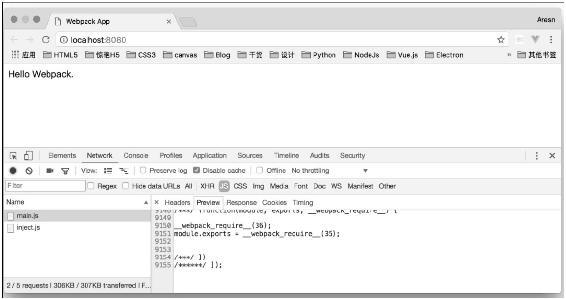 Webpack App
Aresn
localhost:8080
应用 HTML5 惊艳H5 CSS3 canvas Blog 干货 设计 Python NodeJs Vue.js Electron » 其他书签
Hello Webpack.
Elements Network Console Profiles Application Sources Timeline Audits Security
View: Preserve log Disable cache Offline No throttling
Filter Regex Hide data URLs All XHR JS CSS Img Media Font Doc WS Manifest Other
Name
Headers Preview Response Cookies Timing
main.js
inject.js
9148 /***/ function(module, exports, __webpack_require__) {
9149
9150 __webpack_require__(36);
9151 module.exports = __webpack_require__(35);
9152
9153
9154 /***/ })
9155 /******/ ]);
2 / 5 requests | 306KB / 307KB transferred | F...